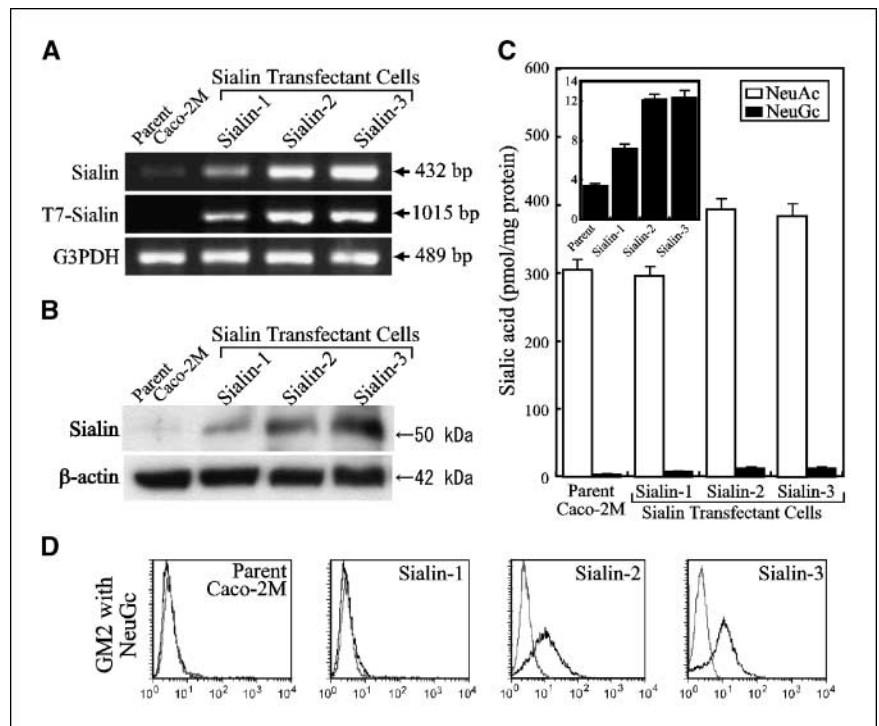 A
Sialin Transfectant Cells
Parent Caco-2M Sialin-1 Sialin-2 Sialin-3
Sialin ← 432 bp
T7-Sialin ← 1015 bp
G3PDH ← 489 bp
B
Sialin Transfectant Cells
Parent Caco-2M Sialin-1 Sialin-2 Sialin-3
Sialin ←50 kDa
β-actin ←42 kDa
C
Sialic acid (pmol/mg protein)
600
500
400
300
400
200
100
0
14
12
8
4
0
Parent Sialin-1 Sialin-2 Sialin-3
NeuAc
NeuGc
Parent Caco-2M Sialin-1 Sialin-2 Sialin-3
Sialin Transfectant Cells
D
GM2 with NeuGc
Parent Caco-2M
Sialin-1
Sialin-2
Sialin-3
10⁰ 10¹ 10² 10³ 10⁴
10⁰ 10¹ 10² 10³ 10⁴
10⁰ 10¹ 10² 10³ 10⁴
10⁰ 10¹ 10² 10³ 10⁴